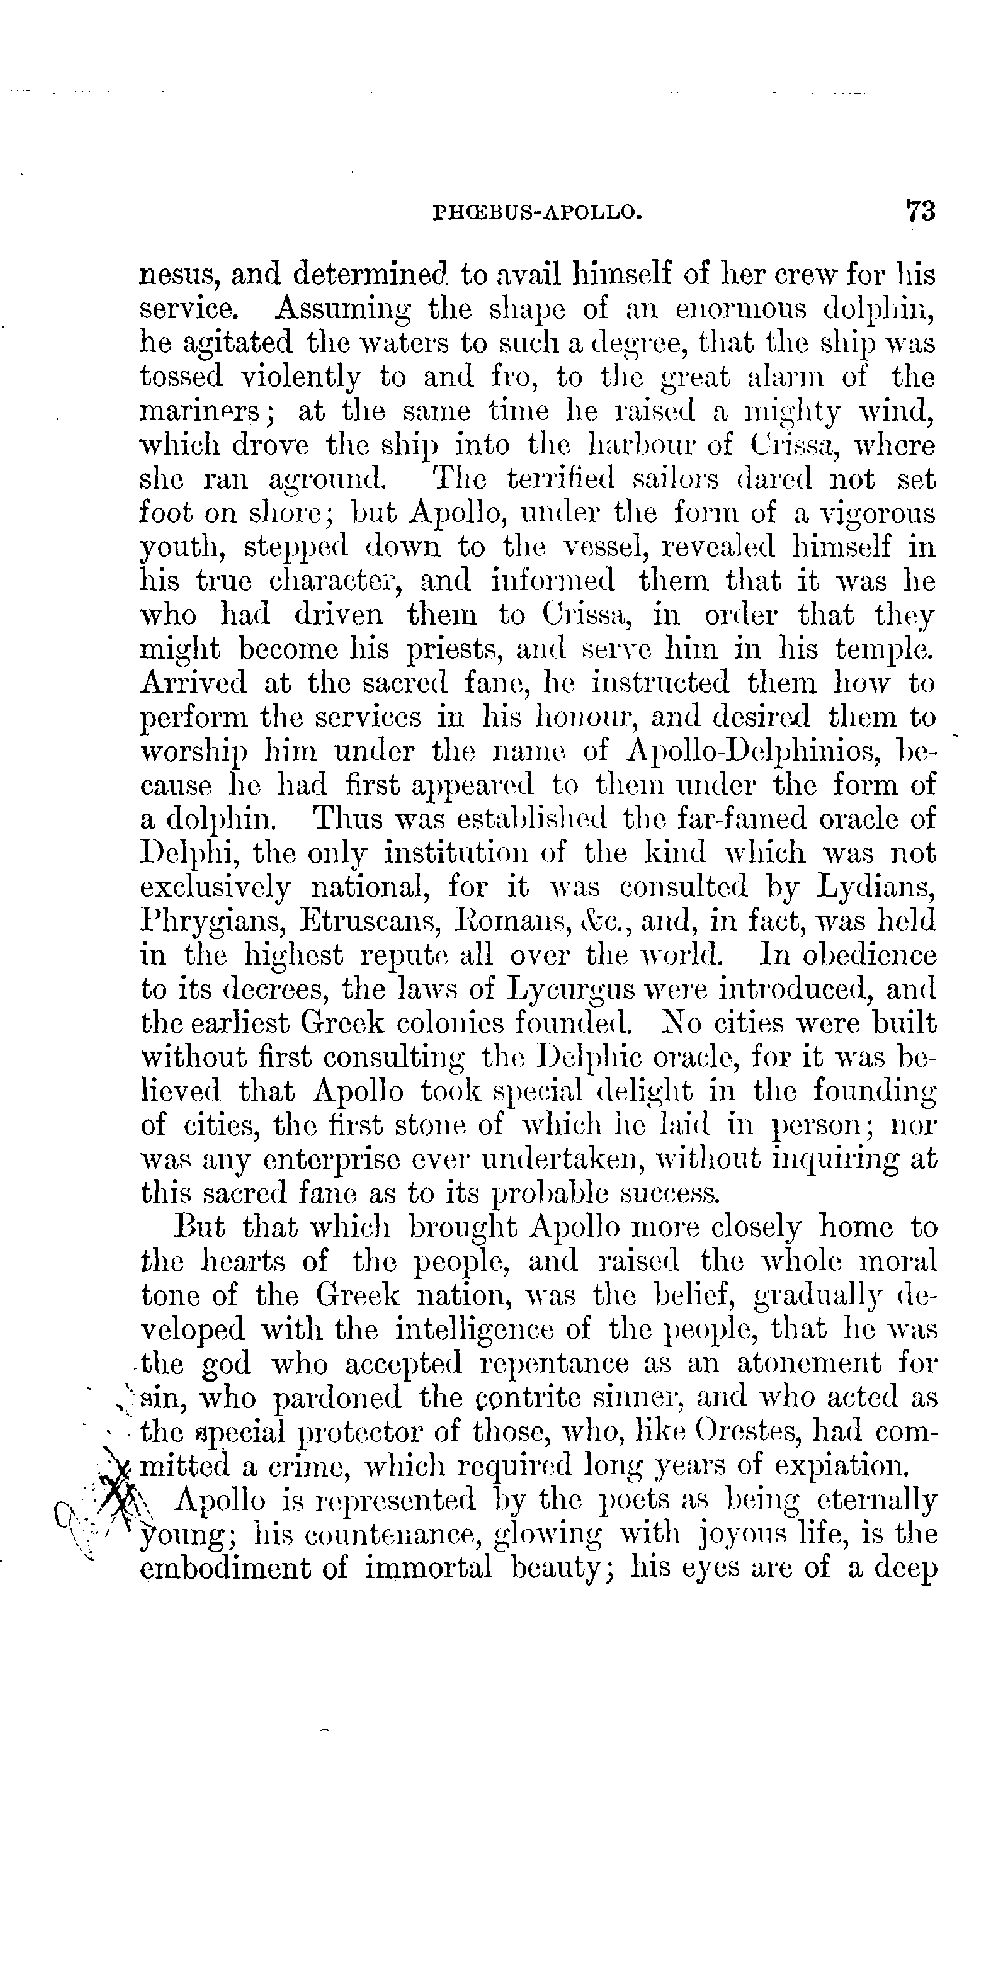 PHŒBUS-APOLLO. 73
nesus, and determined to avail himself of her crew for his
service. Assuming the shape of an enormous dolphin,
he agitated the waters to such a degree, that the ship was
tossed violently to and fro, to the great alarm of the
mariners; at the same time he raised a mighty wind,
which drove the ship into the harbour of Crissa, where
she ran aground. The terrified sailors dared not set
foot on shore; but Apollo, under the form of a vigorous
youth, stepped down to the vessel, revealed himself in
his true character, and informed them that it was he
who had driven them to Crissa, in order that they
might become his priests, and serve him in his temple.
Arrived at the sacred fane, he instructed them how to
perform the services in his honour, and desired them to
worship him under the name of Apollo-Delphinios, be-
cause he had first appeared to them under the form of
a dolphin. Thus was established the far-famed oracle of
Delphi, the only institution of the kind which was not
exclusively national, for it was consulted by Lydians,
Phrygians, Etruscans, Romans, &c., and, in fact, was held
in the highest repute all over the world. In obedience
to its decrees, the laws of Lycurgus were introduced, and
the earliest Greek colonies founded. No cities were built
without first consulting the Delphic oracle, for it was be-
lieved that Apollo took special delight in the founding
of cities, the first stone of which he laid in person; nor
was any enterprise ever undertaken, without inquiring at
this sacred fane as to its probable success.
But that which brought Apollo more closely home to
the hearts of the people, and raised the whole moral
tone of the Greek nation, was the belief, gradually de-
veloped with the intelligence of the people, that he was
the god who accepted repentance as an atonement for
sin, who pardoned the contrite sinner, and who acted as
the special protector of those, who, like Orestes, had com-
mitted a crime, which required long years of expiation.
Apollo is represented by the poets as being eternally
young; his countenance, glowing with joyous life, is the
embodiment of immortal beauty; his eyes are of a deep